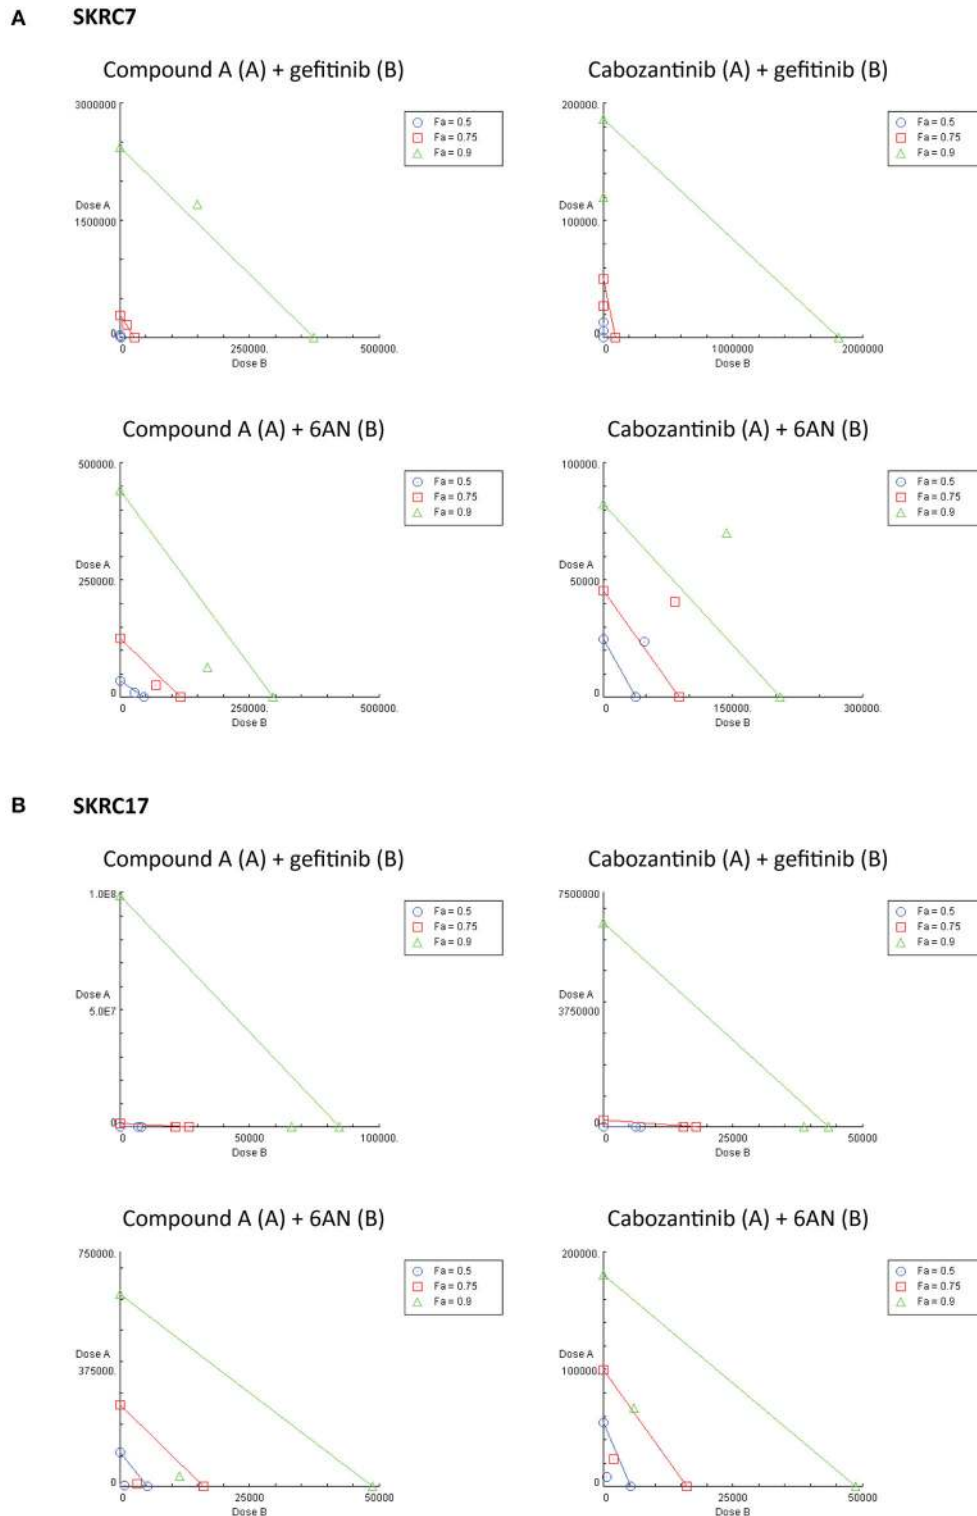 A SKRC7
Compound A (A) + gefitinib (B)
3000000
Dose A
1500000
0
0 250000. 500000.
Dose B
Fa = 0.5
Fa = 0.75
Fa = 0.9
Cabozantinib (A) + gefitinib (B)
200000.
Dose A
100000.
0
0 1000000 2000000
Dose B
Fa = 0.5
Fa = 0.75
Fa = 0.9
Compound A (A) + 6AN (B)
500000.
Dose A
250000.
0
0 250000. 500000.
Dose B
Fa = 0.5
Fa = 0.75
Fa = 0.9
Cabozantinib (A) + 6AN (B)
100000.
Dose A
50000
0
0 150000. 300000.
Dose B
Fa = 0.5
Fa = 0.75
Fa = 0.9
B SKRC17
Compound A (A) + gefitinib (B)
1.0E8
Dose A
5.0E7
0
0 50000 100000.
Dose B
Fa = 0.5
Fa = 0.75
Fa = 0.9
Cabozantinib (A) + gefitinib (B)
7500000
Dose A
3750000
0
0 25000 50000
Dose B
Fa = 0.5
Fa = 0.75
Fa = 0.9
Compound A (A) + 6AN (B)
750000.
Dose A
375000.
0
0 25000 50000
Dose B
Fa = 0.5
Fa = 0.75
Fa = 0.9
Cabozantinib (A) + 6AN (B)
200000.
Dose A
100000.
0
0 25000 50000
Dose B
Fa = 0.5
Fa = 0.75
Fa = 0.9